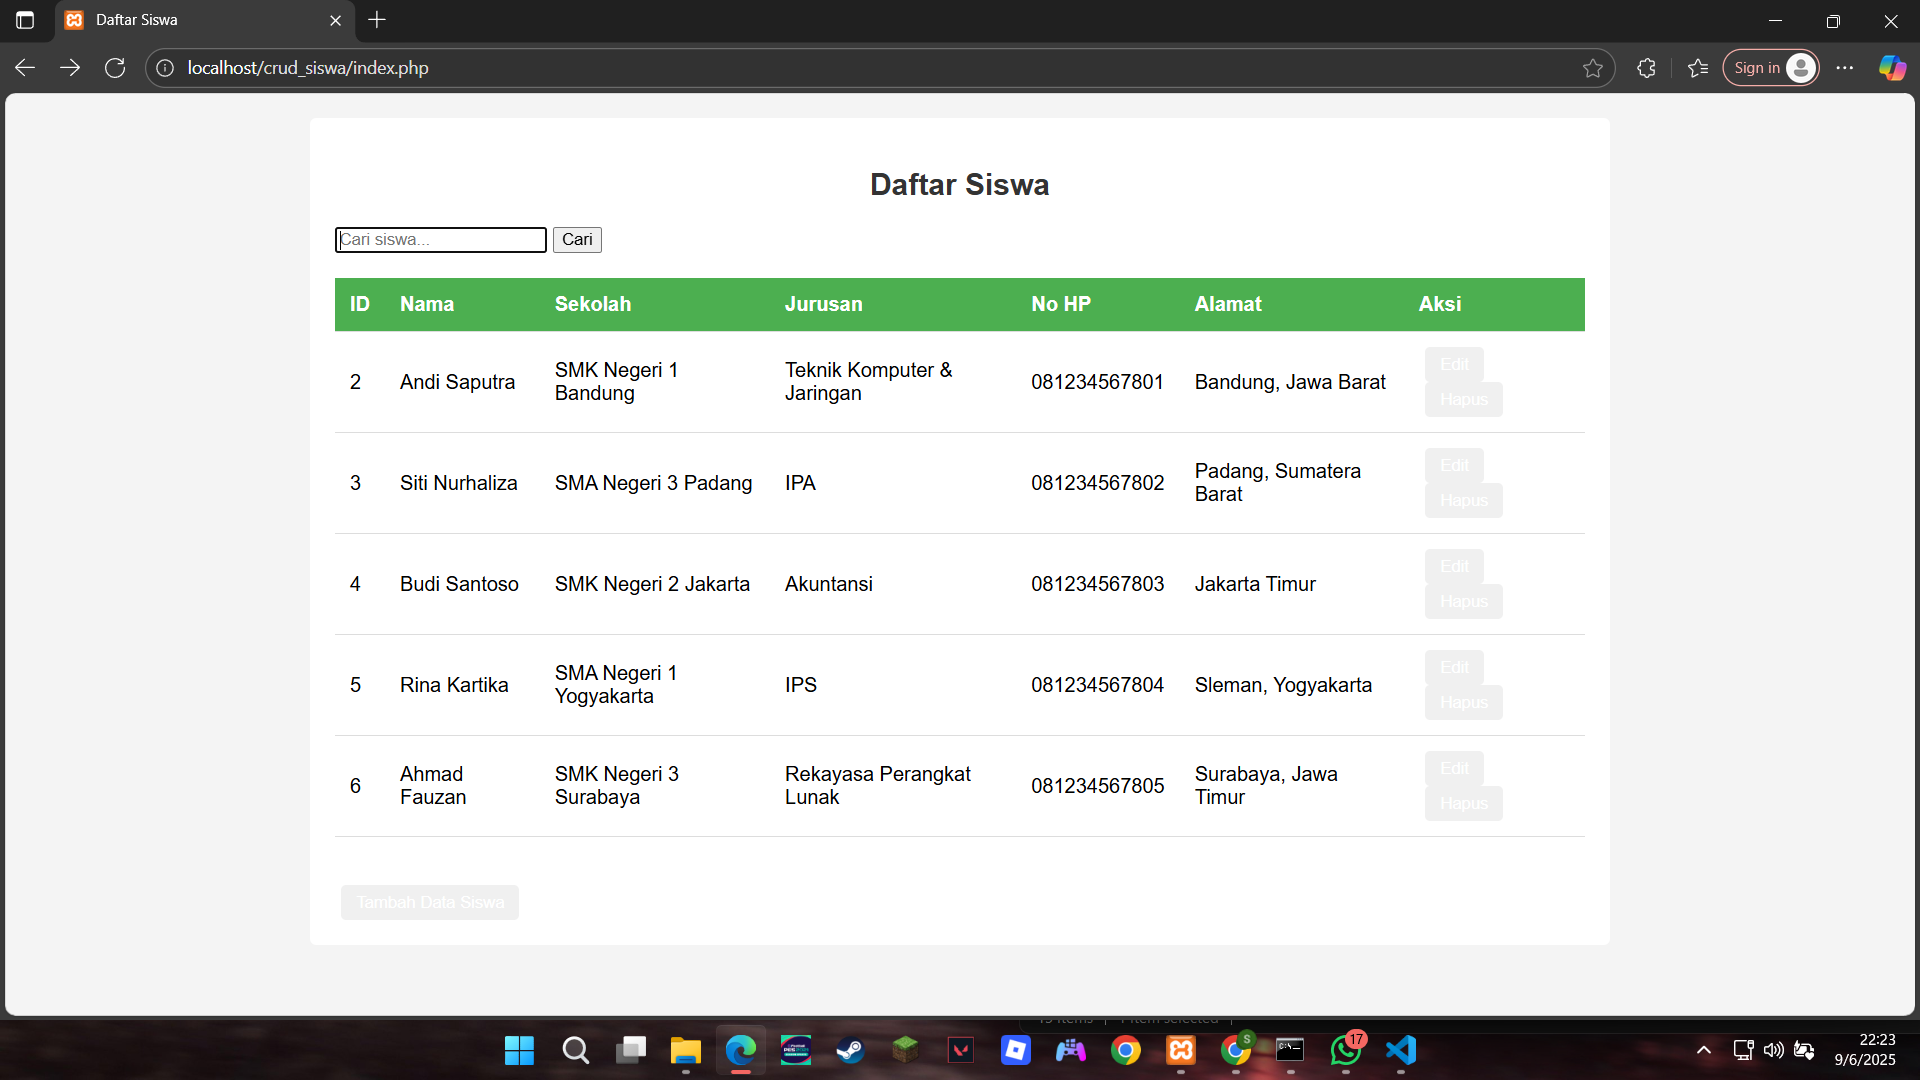 Daftar Siswa
localhost/crud_siswa/index.php
Sign in
Daftar Siswa
Cari siswa...
Cari
ID Nama Sekolah Jurusan No HP Alamat Aksi
2 Andi Saputra SMK Negeri 1 Bandung Teknik Komputer & Jaringan 081234567801 Bandung, Jawa Barat Edit Hapus
3 Siti Nurhaliza SMA Negeri 3 Padang IPA 081234567802 Padang, Sumatera Barat Edit Hapus
4 Budi Santoso SMK Negeri 2 Jakarta Akuntansi 081234567803 Jakarta Timur Edit Hapus
5 Rina Kartika SMA Negeri 1 Yogyakarta IPS 081234567804 Sleman, Yogyakarta Edit Hapus
6 Ahmad Fauzan SMK Negeri 3 Surabaya Rekayasa Perangkat Lunak 081234567805 Surabaya, Jawa Timur Edit Hapus
Tambah Data Siswa
17
S
22:23
9/6/2025